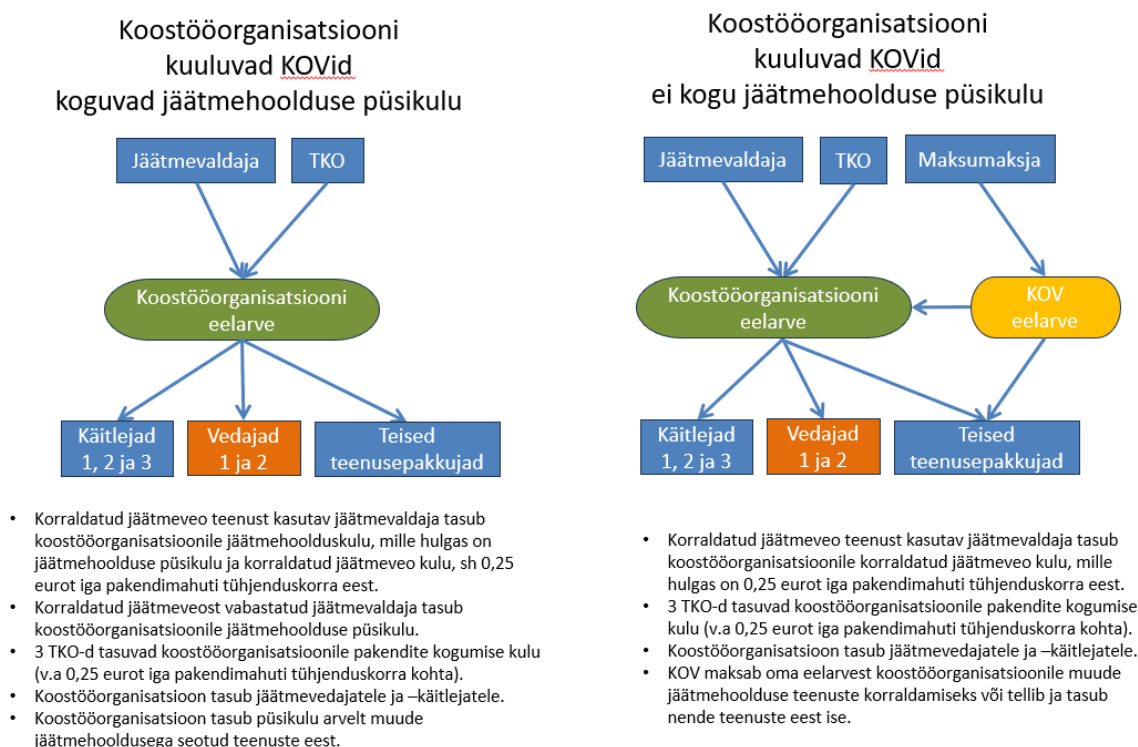 Koostööorganisatsiooni
kuuluvad KOVid
koguvad jäätmehoolduse püsikulu
Jäätmevaldaja
TKO
Koostööorganisatsiooni
eelarve
Käitlejad
1, 2 ja 3
Vedajad
1 ja 2
Teised
teenusepakkujad
• Korraldatud jäätmeveo teenust kasutav jäätmevaldaja tasub
koostööorganisatsioonile jäätmehoolduskulu, mille hulgas on
jäätmehoolduse püsikulu ja korraldatud jäätmeveo kulu, sh 0,25
eurot iga pakendimahuti tühjenduskorra eest.
• Korraldatud jäätmeveost vabastatud jäätmevaldaja tasub
koostööorganisatsioonile jäätmehoolduse püsikulu.
• 3 TKO-d tasuvad koostööorganisatsioonile pakendite kogumise kulu
(v.a 0,25 eurot iga pakendimahuti tühjenduskorra kohta).
• Koostööorganisatsioon tasub jäätmevedajatele ja –käitlejatele.
• Koostööorganisatsioon tasub püsikulu arvelt muude
jäätmehooldusega seotud teenuste eest.
Koostööorganisatsiooni
kuuluvad KOVid
ei kogu jäätmehoolduse püsikulu
Jäätmevaldaja
TKO
Maksumaksja
Koostööorganisatsiooni
eelarve
KOV
eelarve
Käitlejad
1, 2 ja 3
Vedajad
1 ja 2
Teised
teenusepakkujad
• Korraldatud jäätmeveo teenust kasutav jäätmevaldaja tasub
koostööorganisatsioonile korraldatud jäätmeveo kulu, mille
hulgas on 0,25 eurot iga pakendimahuti tühjenduskorra eest.
• 3 TKO-d tasuvad koostööorganisatsioonile pakendite kogumise
kulu (v.a 0,25 eurot iga pakendimahuti tühjenduskorra kohta).
• Koostööorganisatsioon tasub jäätmevedajatele ja –käitlejatele.
• KOV maksab oma eelarvest koostööorganisatsioonile muude
jäätmehoolduse teenuste korraldamiseks või tellib ja tasub
nende teenuste eest ise.